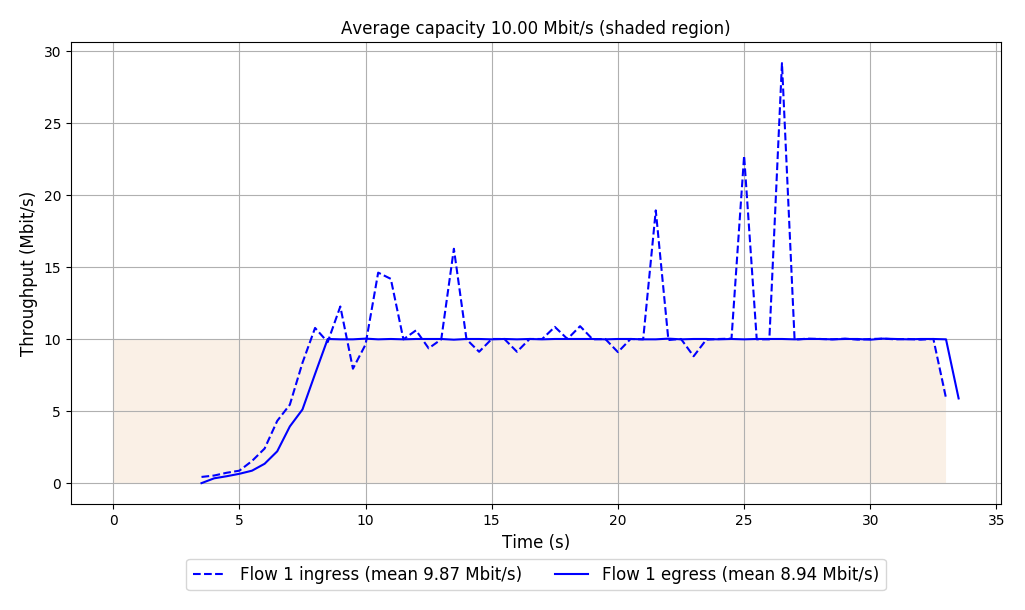 Average capacity 10.00 Mbit/s (shaded region)
30
25
20
15
10
5
0
Throughput (Mbit/s)
0 5 10 15 20 25 30 35
Time (s)
Flow 1 ingress (mean 9.87 Mbit/s) Flow 1 egress (mean 8.94 Mbit/s)